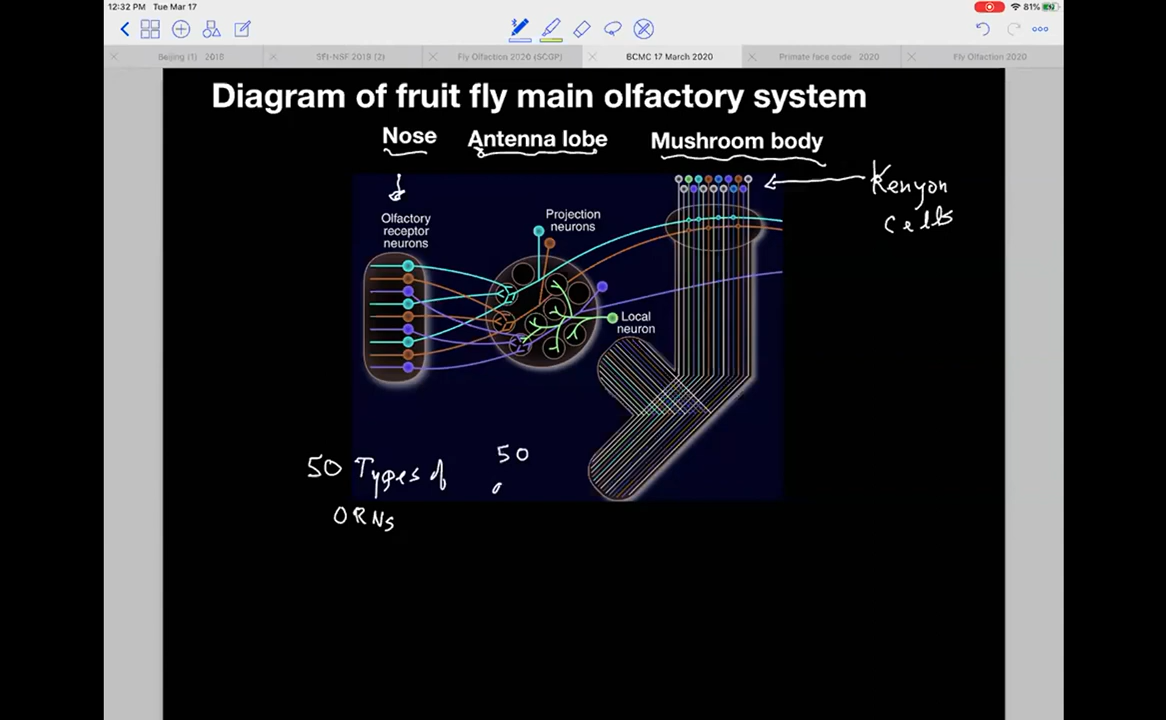 12:32 PM Tue Mar 17
81%
Beijing (1) 2018
SFI-NSF 2019 (2)
Fly Olfaction 2020 (SCGP)
BCMC 17 March 2020
Primate face code 2020
Fly Olfaction 2020
Diagram of fruit fly main olfactory system
Nose
Antenna lobe
Mushroom body
Kenyon
Cells
Olfactory
receptor
neurons
Projection
neurons
Local
neuron
50 Types of
ORNs
50